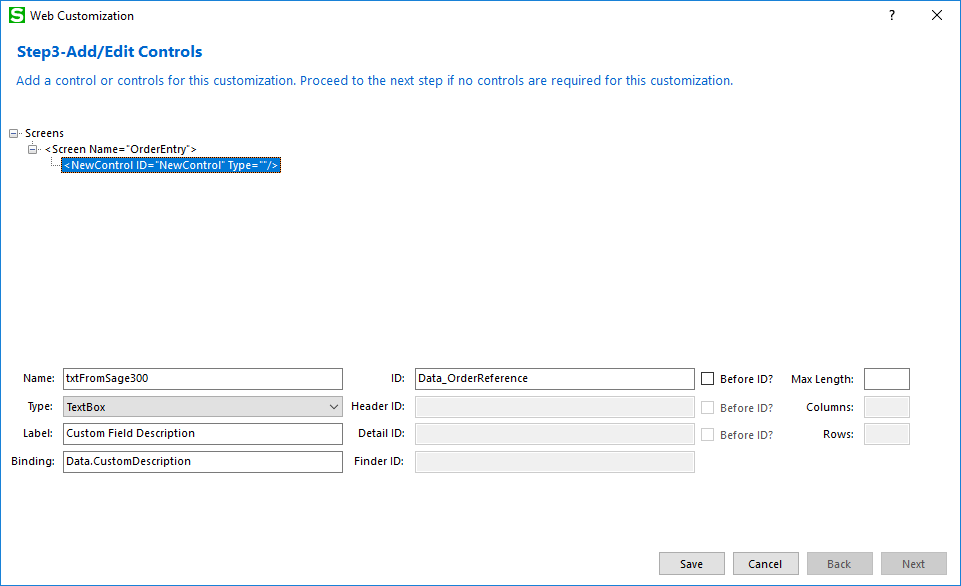 S Web Customization ?
Step3-Add/Edit Controls
Add a control or controls for this customization. Proceed to the next step if no controls are required for this customization.
Screens
<Screen Name="OrderEntry">
<NewControl ID="NewControl" Type=""/>
Name: txtFromSage300 ID: Data_OrderReference Before ID? Max Length:
Type: TextBox Header ID: Before ID? Columns:
Label: Custom Field Description Detail ID: Before ID? Rows:
Binding: Data.CustomDescription Finder ID:
Save Cancel Back Next